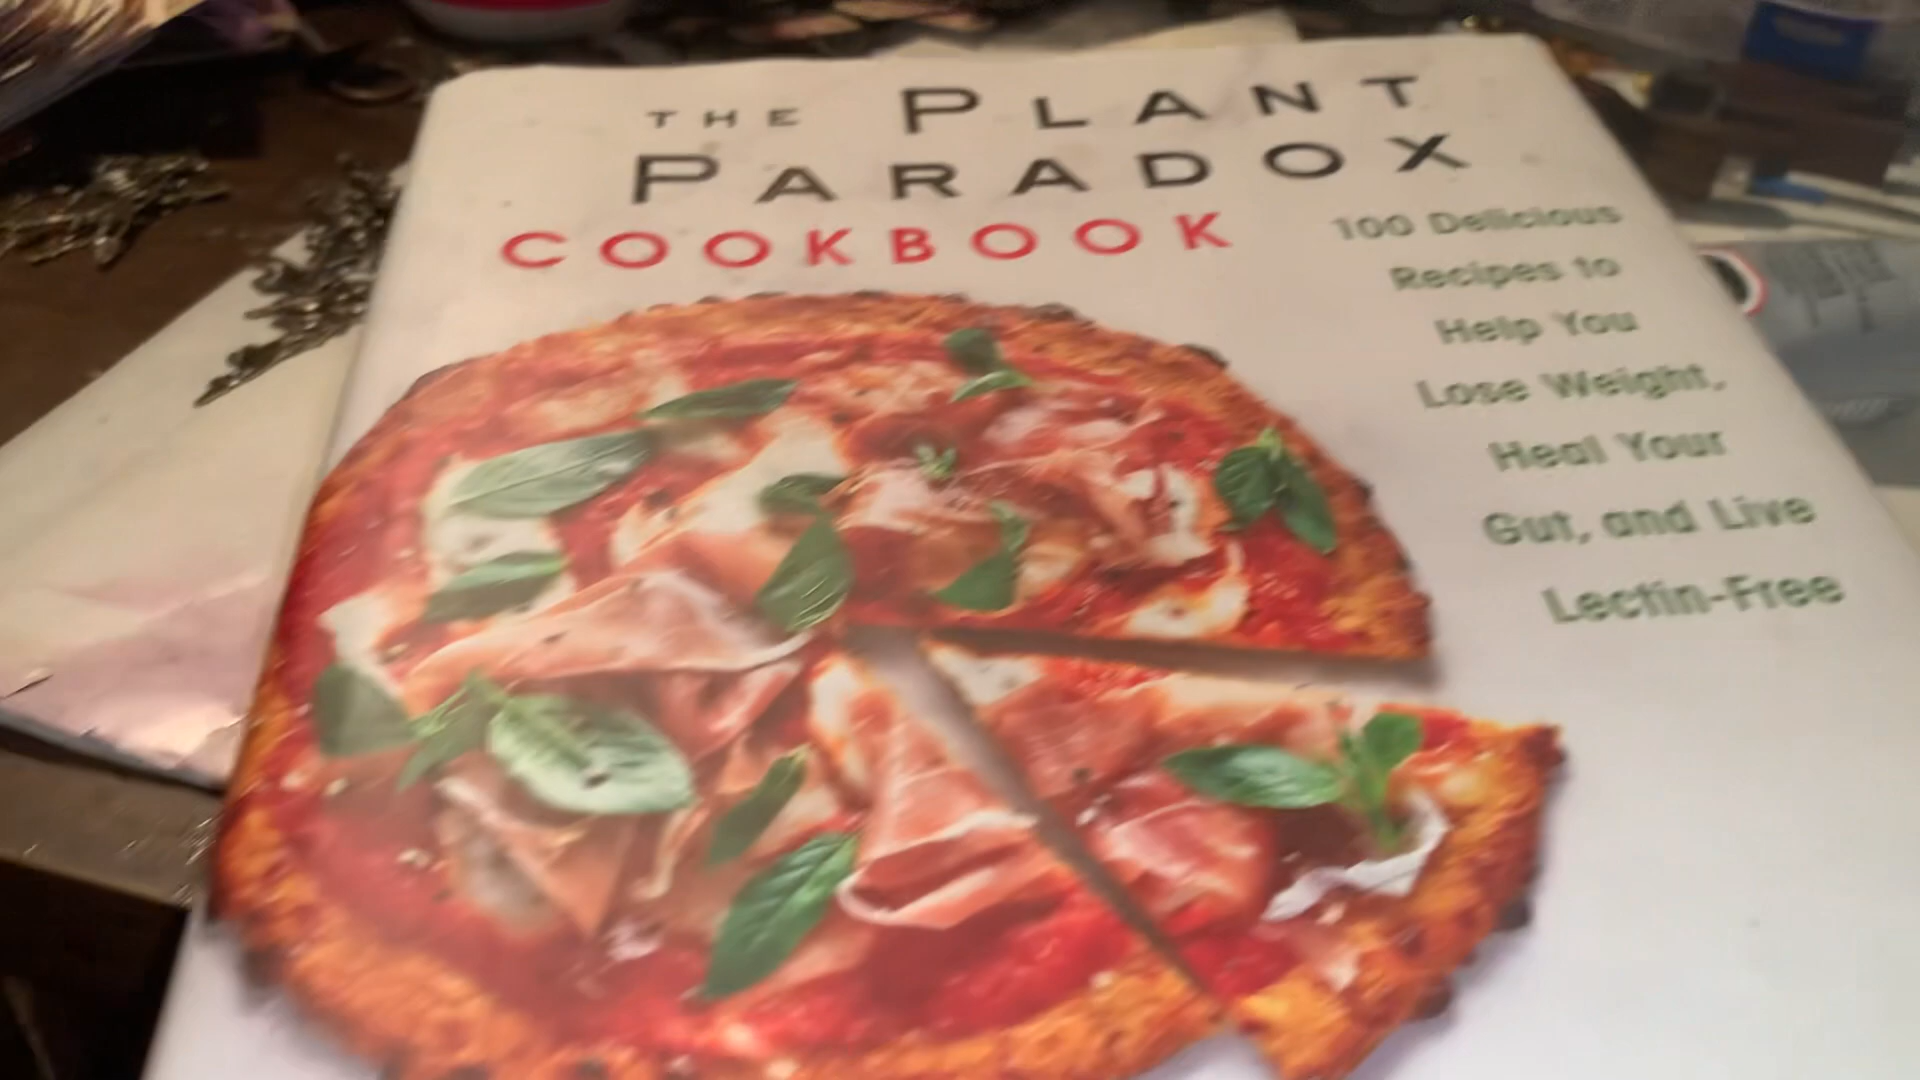 THE PLANT
PARADOX
COOKBOOK
100 Delicious
Recipes to
Help You
Lose Weight,
Heal Your
Gut, and Live
Lectin-Free